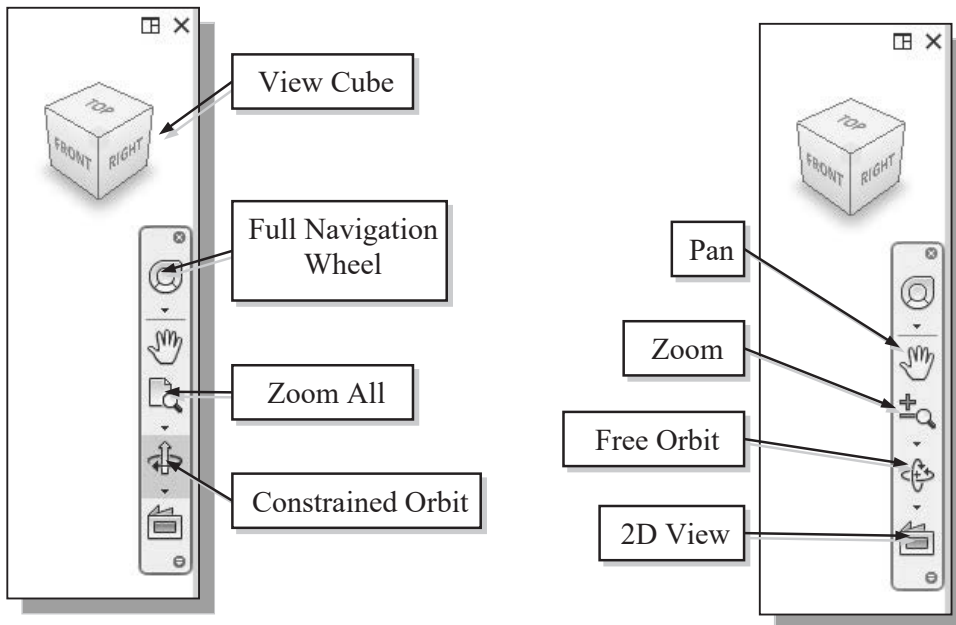 TOP
FRONT
RIGHT
View Cube
Full Navigation
Wheel
Zoom All
Constrained Orbit
TOP
FRONT
RIGHT
Pan
Zoom
Free Orbit
2D View